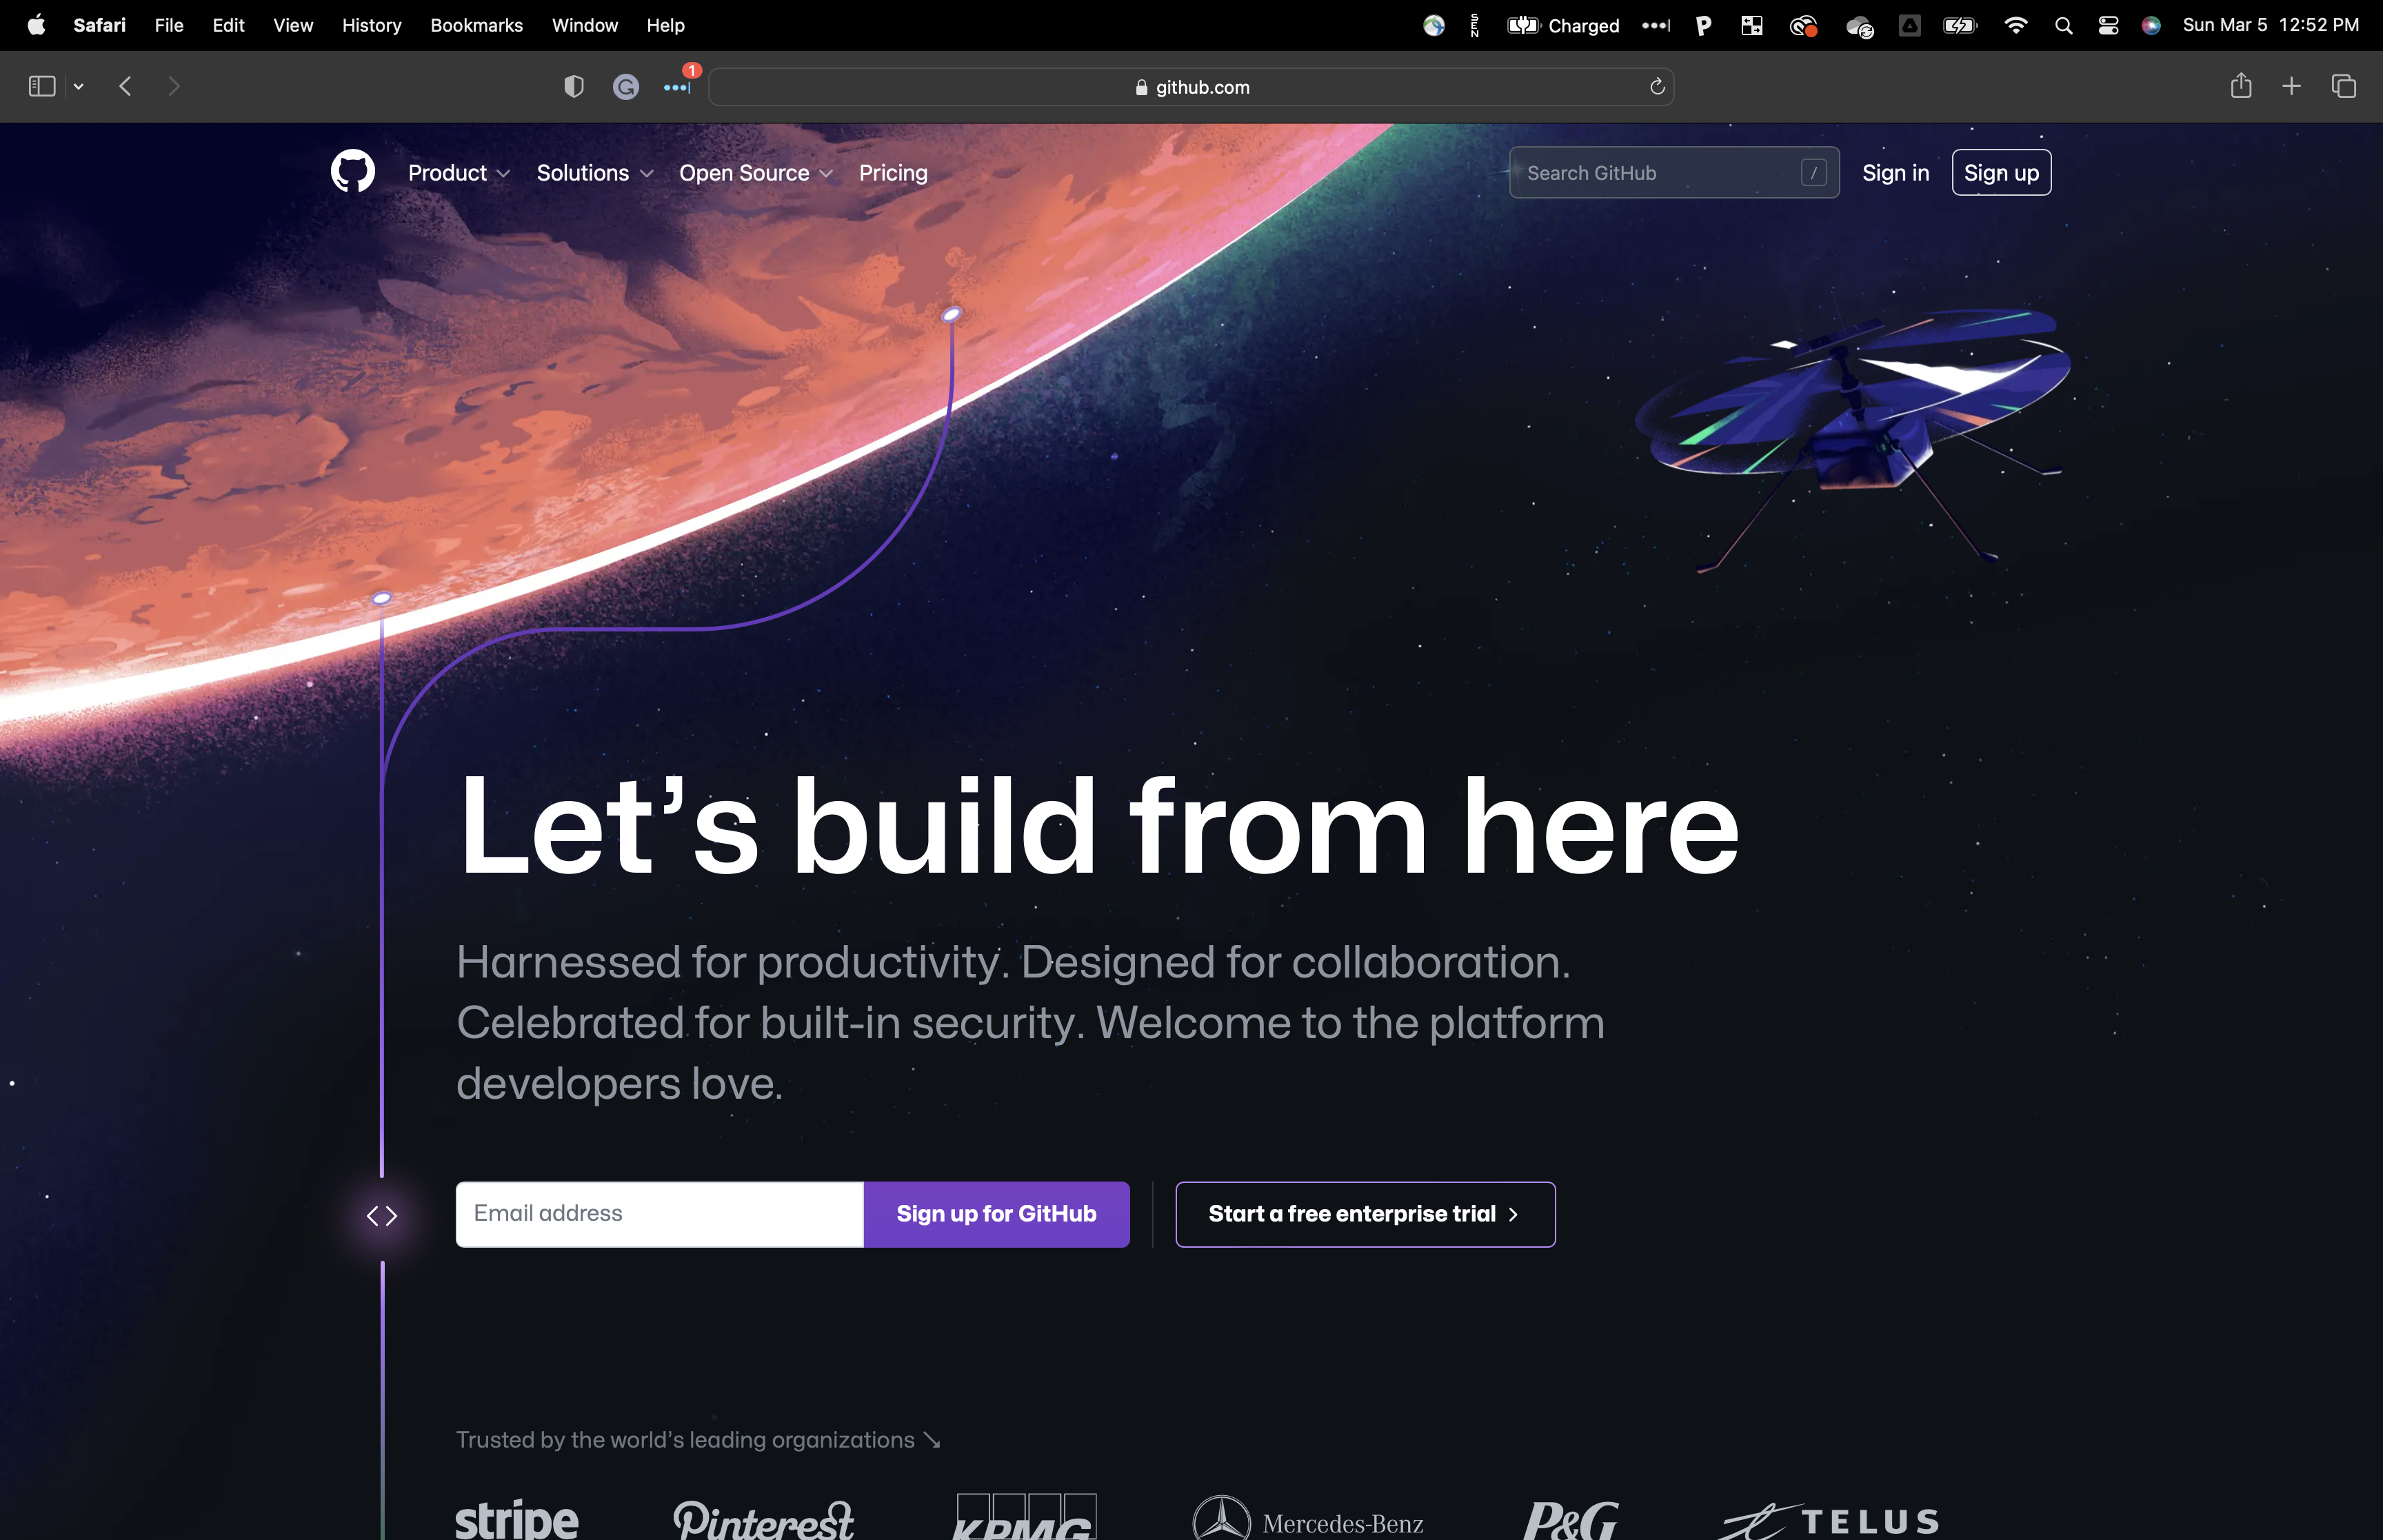 Safari File Edit View History Bookmarks Window Help SEN Charged Sun Mar 5 12:52 PM
1 github.com
Product Solutions Open Source Pricing Search GitHub / Sign in Sign up
Let’s build from here
Harnessed for productivity. Designed for collaboration.
Celebrated for built-in security. Welcome to the platform
developers love.
Email address Sign up for GitHub Start a free enterprise trial
Trusted by the world’s leading organizations
stripe Pinterest KPMG Mercedes-Benz P&G TELUS